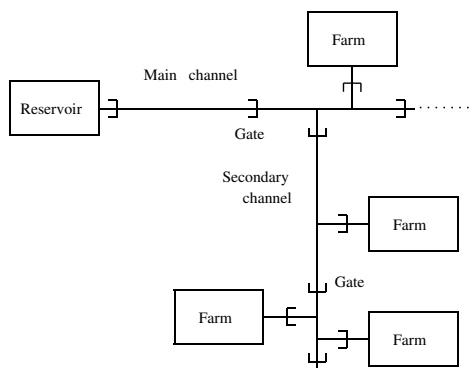 Farm
Main channel
Reservoir
Gate
Secondary
channel
Farm
Gate
Farm
Farm